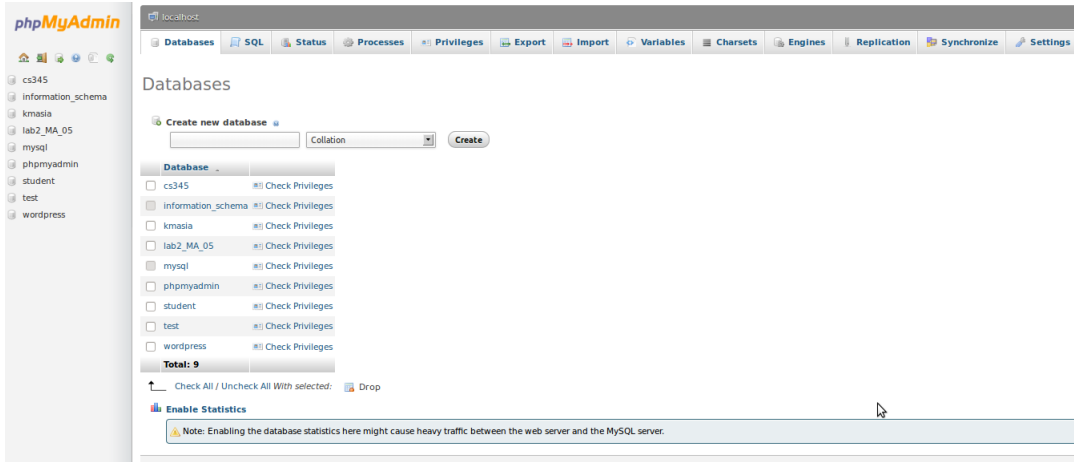 phpMyAdmin
cs345
information_schema
kmasia
lab2_MA_05
mysql
phpmyadmin
student
test
wordpress
localhost
Databases SQL Status Processes Privileges Export Import Variables Charsets Engines Replication Synchronize Settings
Databases
Create new database
Collation Create
Database
cs345 Check Privileges
information_schema Check Privileges
kmasia Check Privileges
lab2_MA_05 Check Privileges
mysql Check Privileges
phpmyadmin Check Privileges
student Check Privileges
test Check Privileges
wordpress Check Privileges
Total: 9
Check All / Uncheck All With selected: Drop
Enable Statistics
Note: Enabling the database statistics here might cause heavy traffic between the web server and the MySQL server.